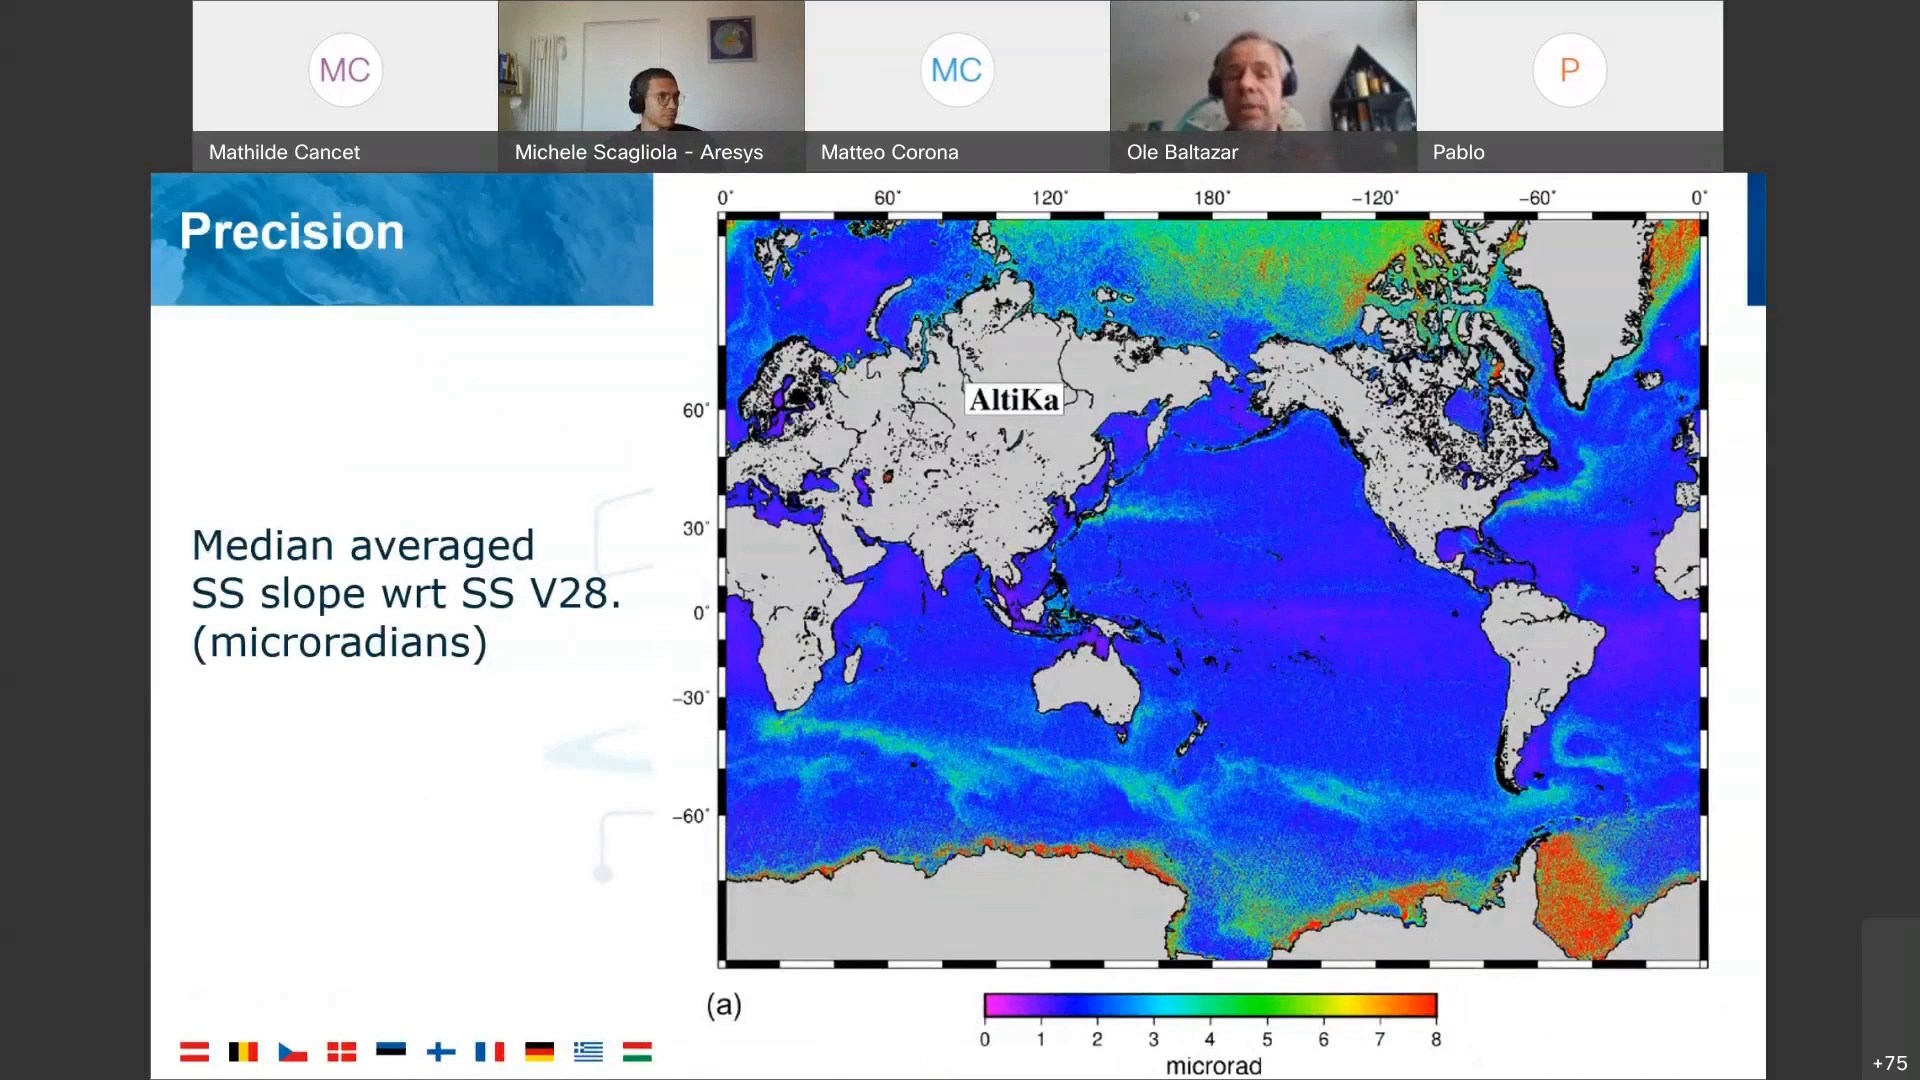 MC
MC
P
Mathilde Cancet
Michele Scagliola - Aresys
Matteo Corona
Ole Baltazar
Pablo
Precision
0°
60°
120°
180°
−120°
−60°
0°
AltiKa
60°
30°
0°
−30°
−60°
Median averaged
SS slope wrt SS V28.
(microradians)
(a)
0 1 2 3 4 5 6 7 8
microrad
+75